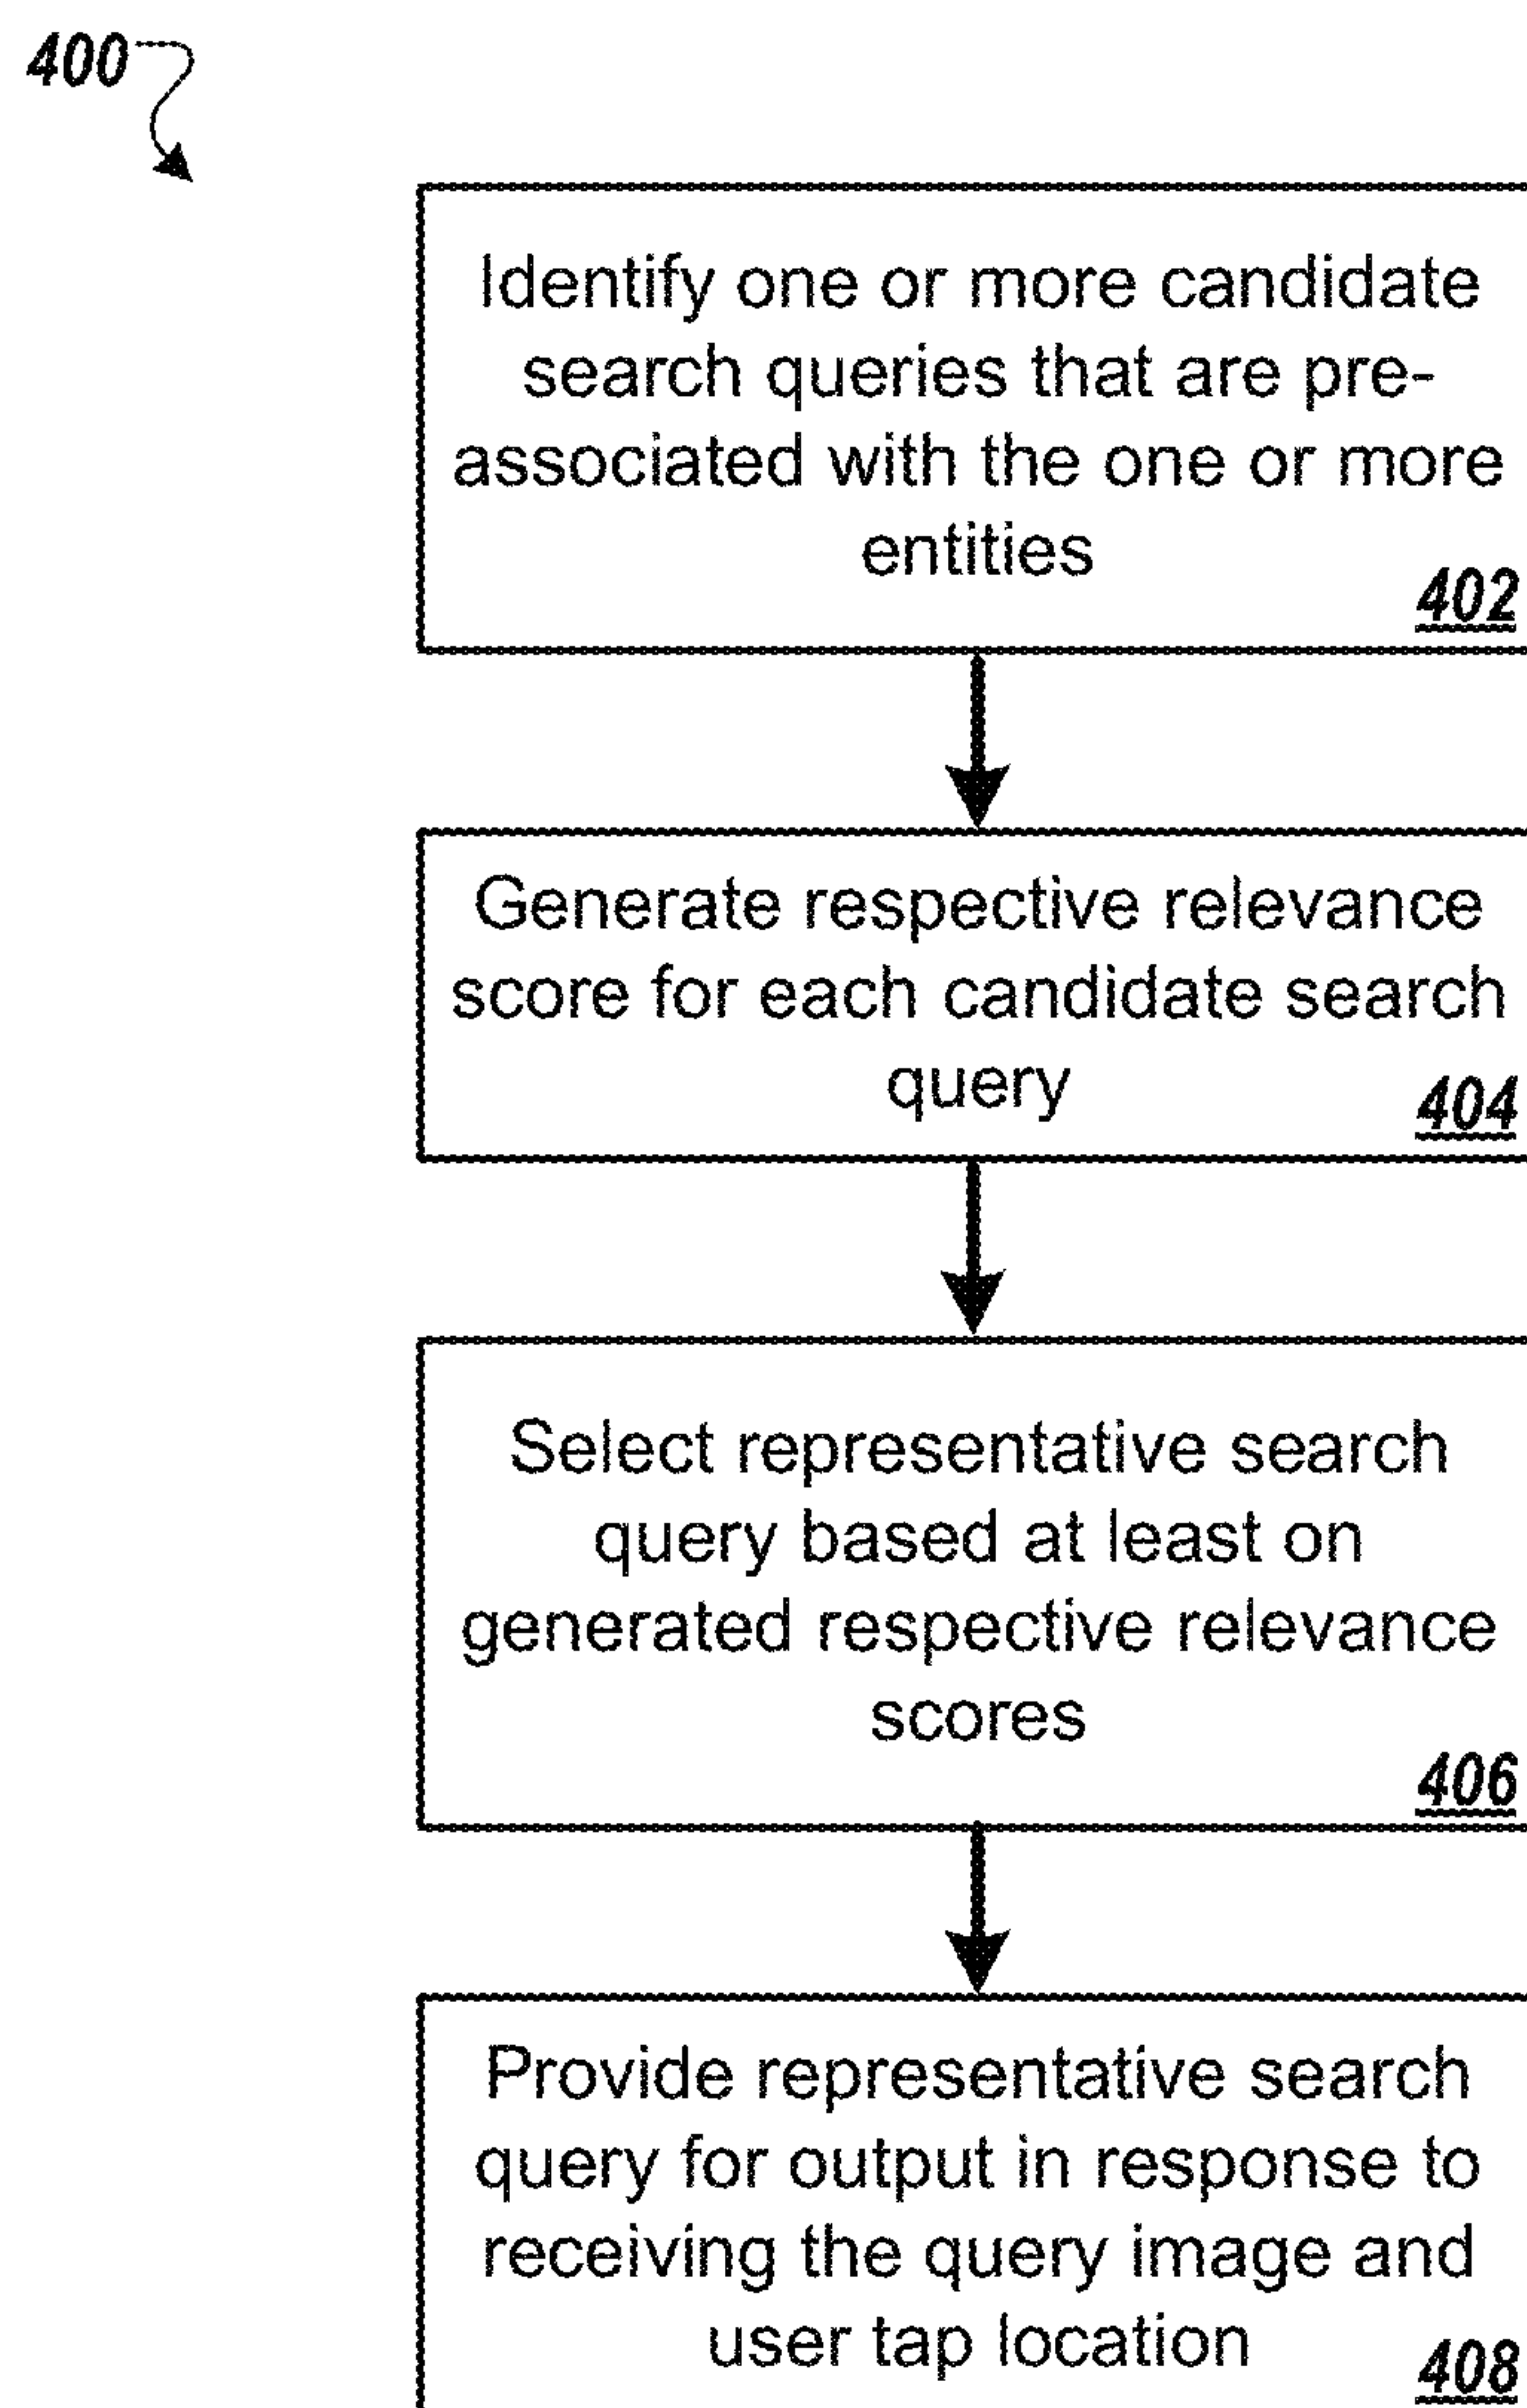 400
Identify one or more candidate
search queries that are pre-
associated with the one or more
entities
402
Generate respective relevance
score for each candidate search
query
404
Select representative search
query based at least on
generated respective relevance
scores
406
Provide representative search
query for output in response to
receiving the query image and
user tap location
408